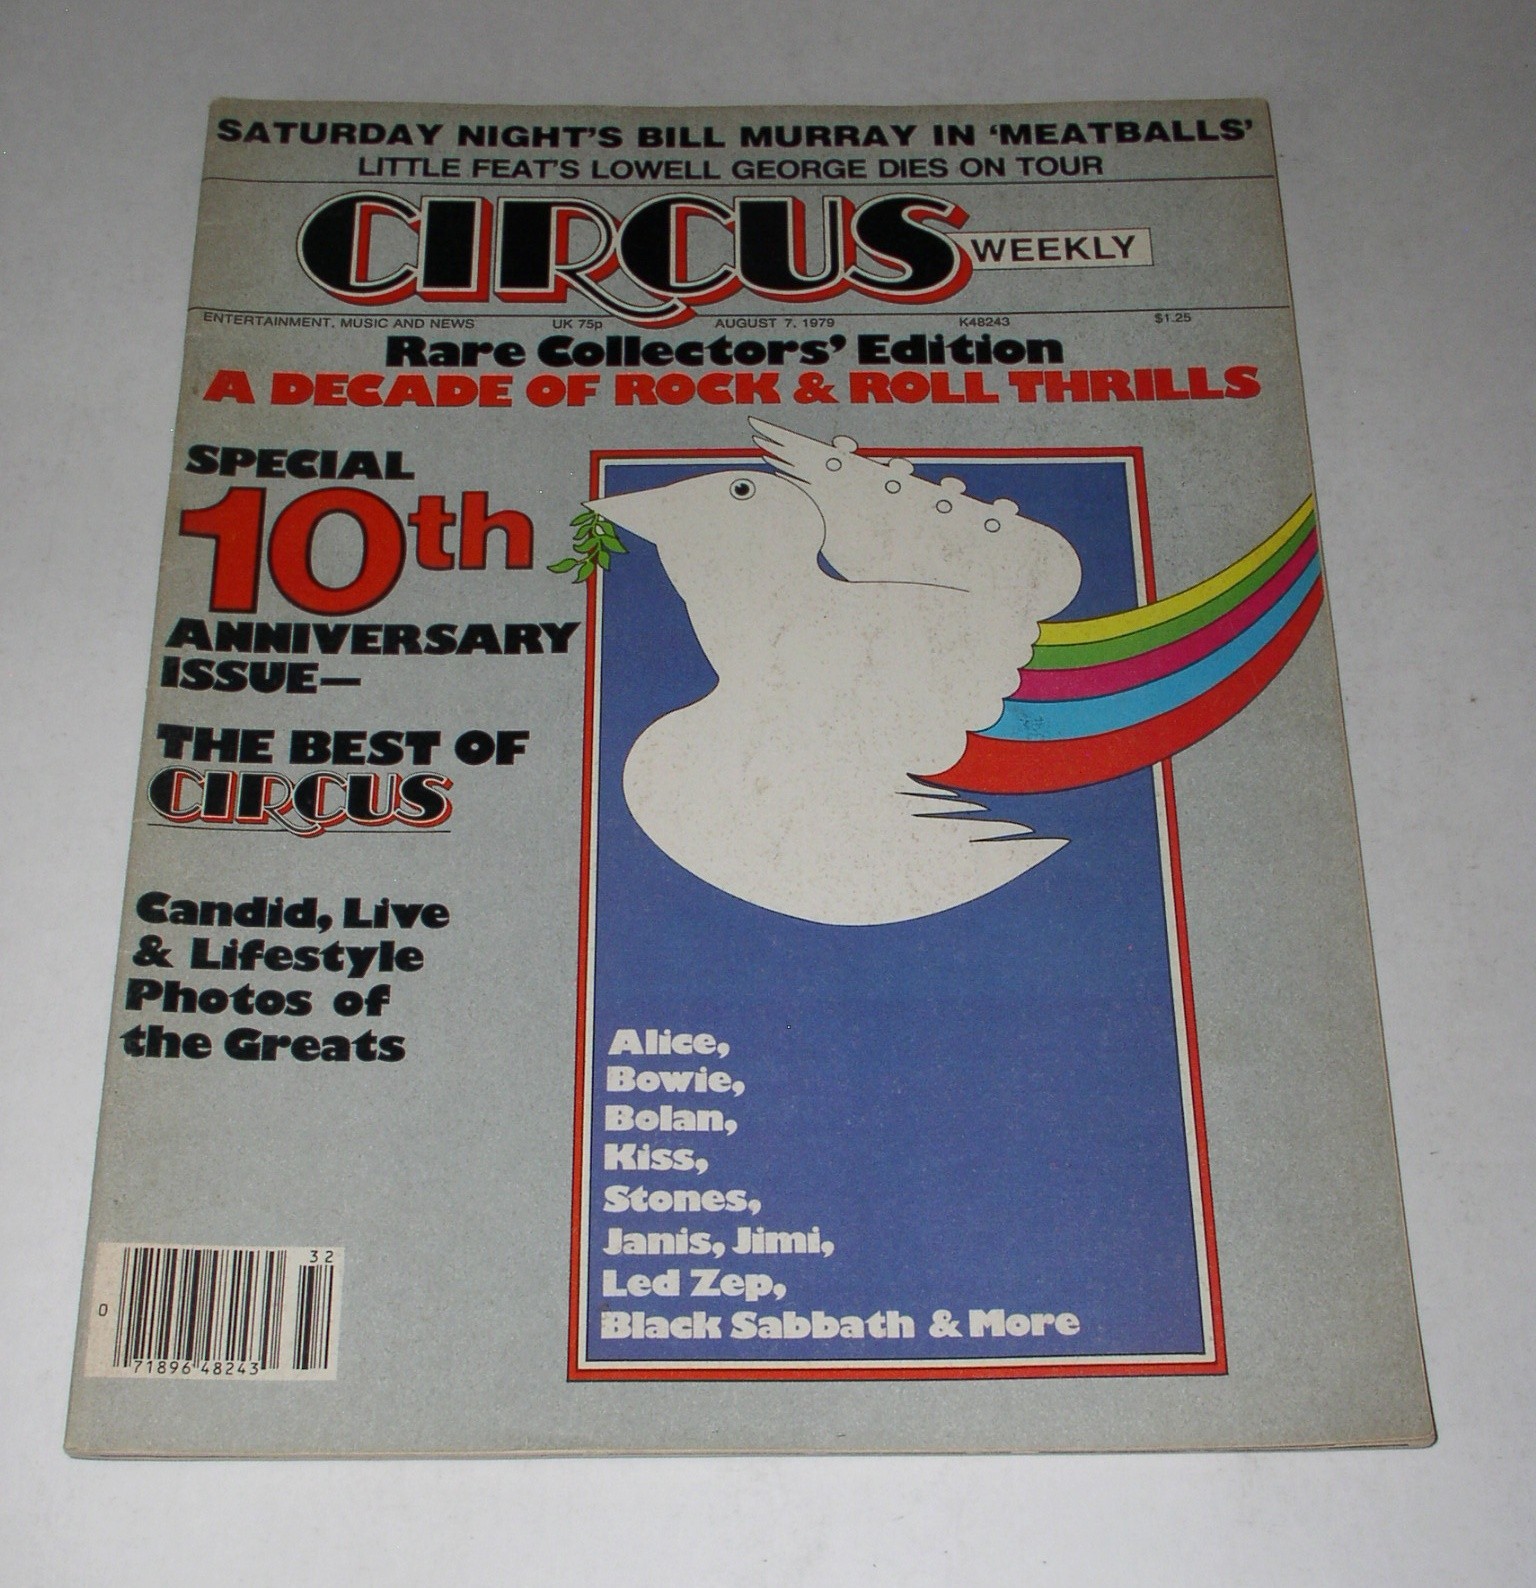 SATURDAY NIGHT'S BILL MURRAY IN ‘MEATBALLS’
LITTLE FEAT'S LOWELL GEORGE DIES ON TOUR
CIRCUS WEEKLY
ENTERTAINMENT. MUSIC AND NEWS UK 75p AUGUST 7, 1979 K48243 $1.25
Rare Collectors’ Edition
A DECADE OF ROCK & ROLL THRILLS
SPECIAL
10th
ANNIVERSARY
ISSUE—
THE BEST OF
CIRCUS
Candid, Live
& Lifestyle
Photos of
the Greats
Alice,
Bowie,
Bolan,
Kiss,
Stones,
Janis, Jimi,
Led Zep,
Black Sabbath & More
32
0 71896 48243